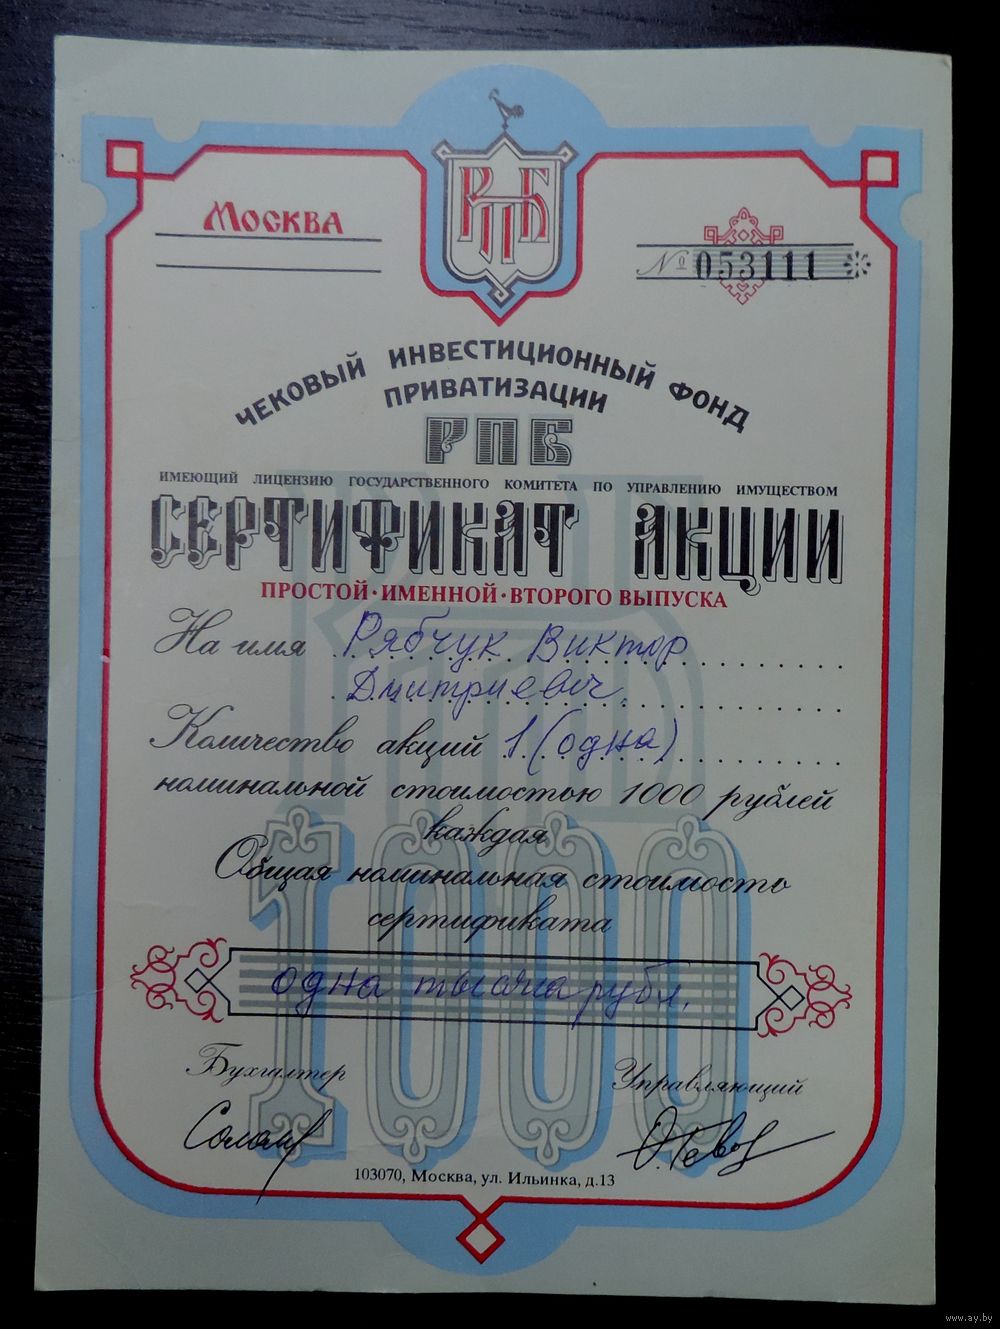 РПБ
МОСКВА
№ 053111
ЧЕКОВЫЙ ИНВЕСТИЦИОННЫЙ ФОНД
ПРИВАТИЗАЦИИ
РПБ
ИМЕЮЩИЙ ЛИЦЕНЗИЮ ГОСУДАРСТВЕННОГО КОМИТЕТА ПО УПРАВЛЕНИЮ ИМУЩЕСТВОМ
СЕРТИФИКАТ АКЦИИ
ПРОСТОЙ·ИМЕННОЙ·ВТОРОГО ВЫПУСКА
На имя Рябчук Виктор
Дмитриевич
Количество акций 1 (одна)
номинальной стоимостью 1000 рублей
каждая
Общая номинальная стоимость
сертификата
одна тысяча рубл.
1000
Бухгалтер Управляющий
103070, Москва, ул. Ильинка, д.13
www.ay.by